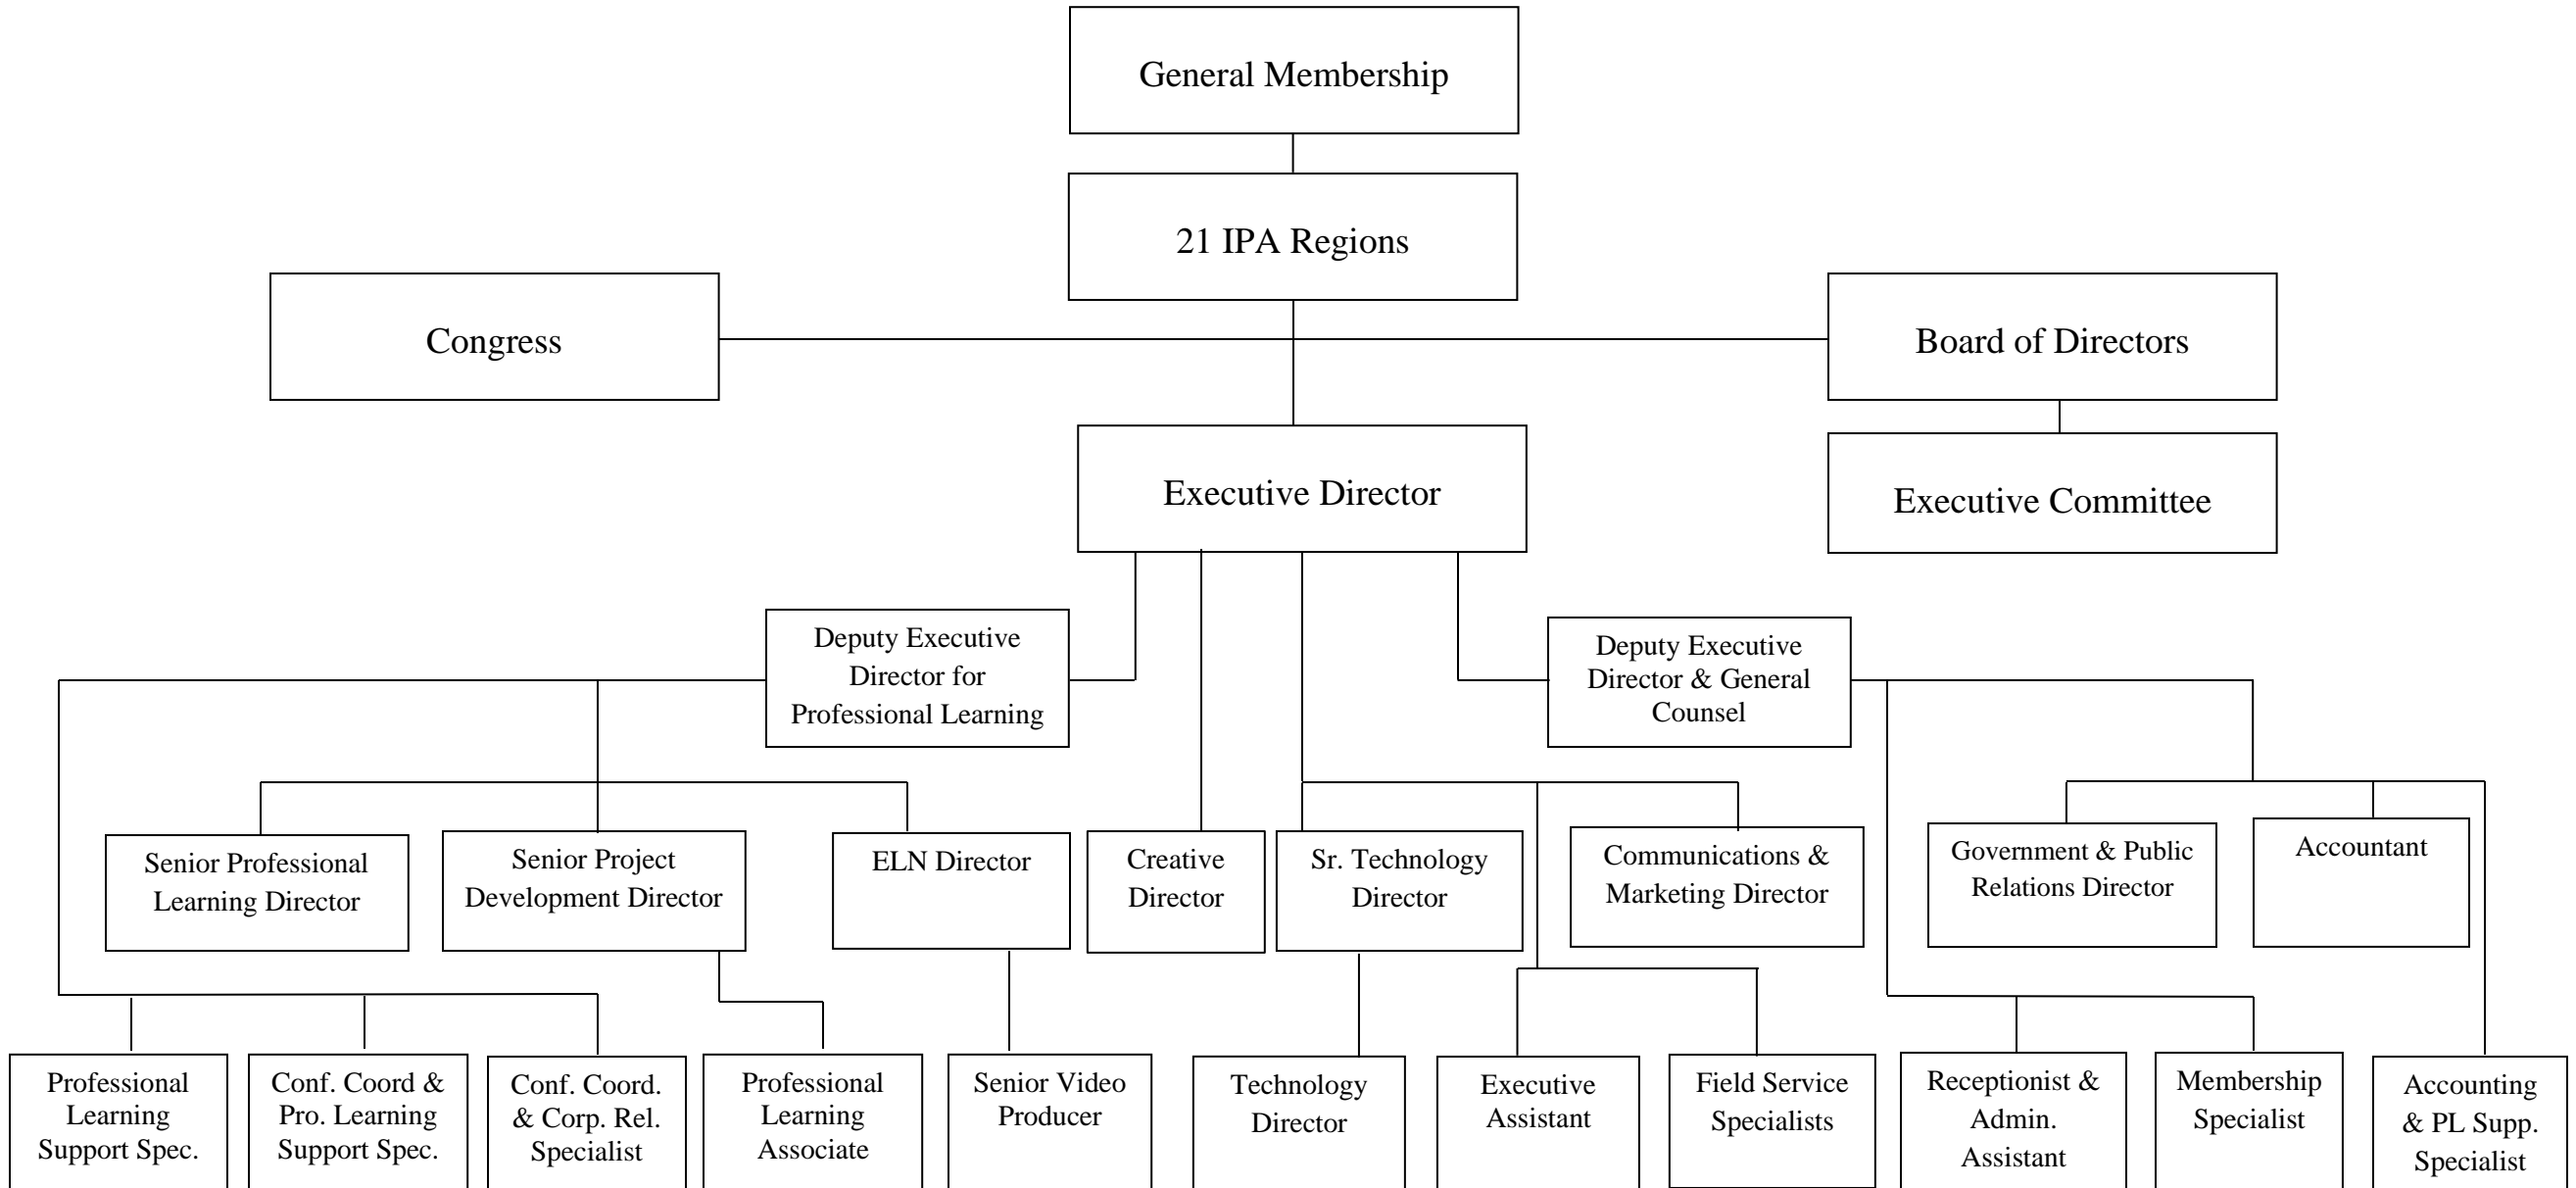 General Membership
21 IPA Regions
Congress
Board of Directors
Executive Director
Executive Committee
Deputy Executive
Director for
Professional Learning
Deputy Executive
Director & General
Counsel
Senior Professional
Learning Director
Senior Project
Development Director
ELN Director
Creative
Director
Sr. Technology
Director
Communications &
Marketing Director
Government & Public
Relations Director
Accountant
Professional
Learning
Support Spec.
Conf. Coord &
Pro. Learning
Support Spec.
Conf. Coord.
& Corp. Rel.
Specialist
Professional
Learning
Associate
Senior Video
Producer
Technology
Director
Executive
Assistant
Field Service
Specialists
Receptionist &
Admin.
Assistant
Membership
Specialist
Accounting
& PL Supp.
Specialist